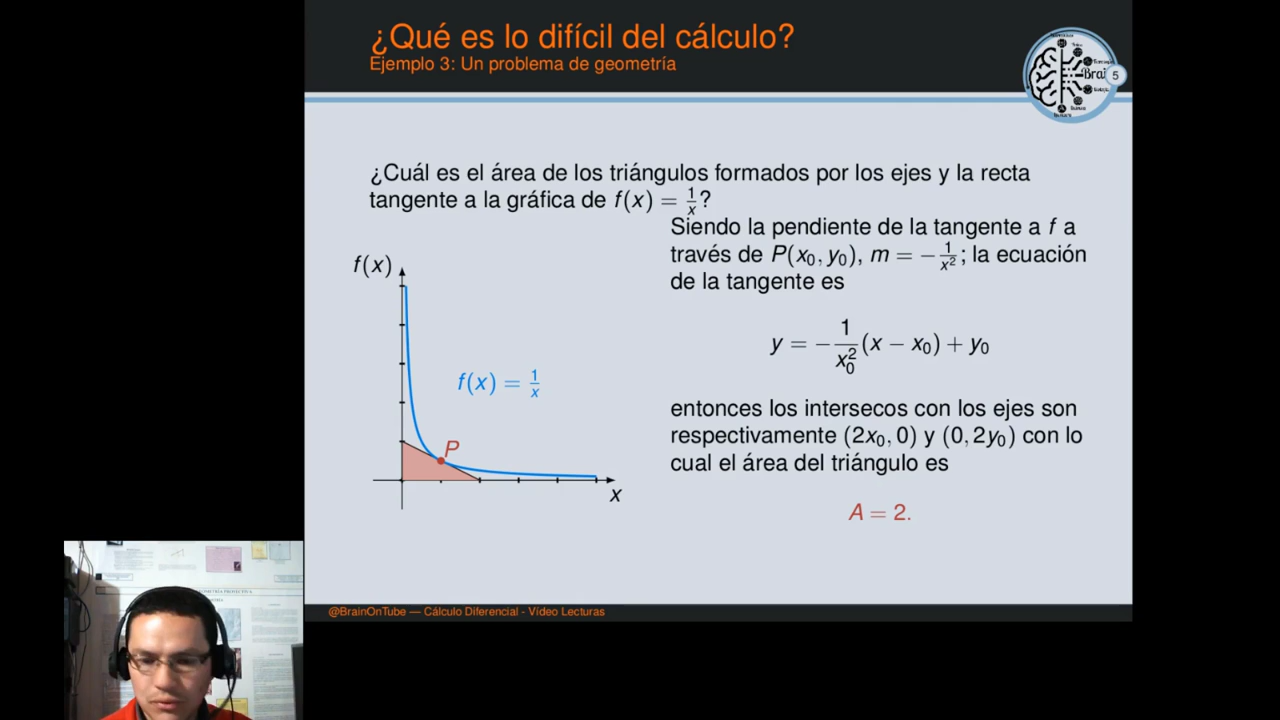 ¿Qué es lo difícil del cálculo?
Ejemplo 3: Un problema de geometría
Brai
5
¿Cuál es el área de los triángulos formados por los ejes y la recta
tangente a la gráfica de f(x) = 1/x?
Siendo la pendiente de la tangente a f a
través de P(x₀, y₀), m = −1/x²; la ecuación
de la tangente es
y = −1/x₀² (x − x₀) + y₀
entonces los intersecos con los ejes son
respectivamente (2x₀, 0) y (0, 2y₀) con lo
cual el área del triángulo es
A = 2.
f(x)
f(x) = 1/x
P
x
@BrainOnTube — Cálculo Diferencial - Vídeo Lecturas